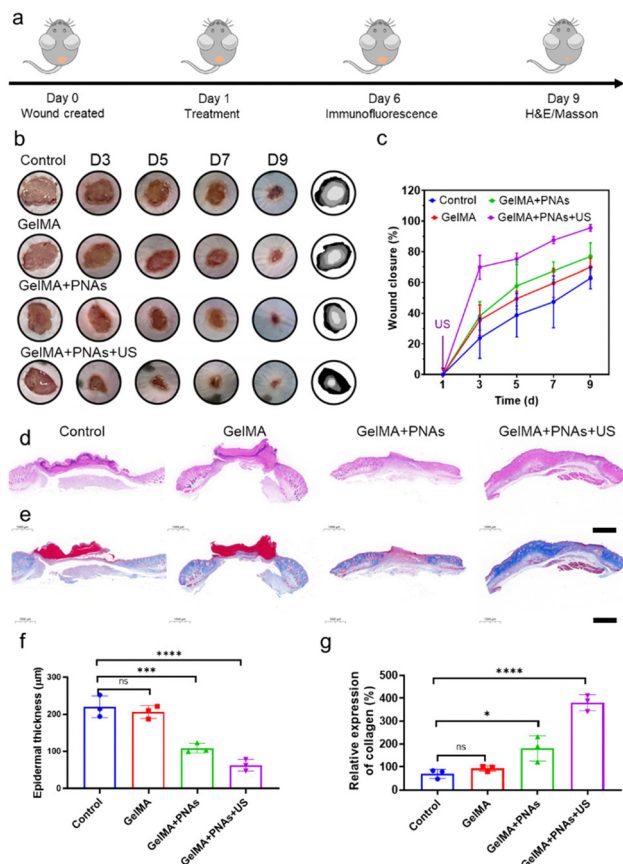 a
Day 0
Wound created
Day 1
Treatment
Day 6
Immunofluorescence
Day 9
H&E/Masson
b
Control D3 D5 D7 D9
GelMA
GelMA+PNAs
GelMA+PNAs+US
c
Wound closure (%)
120
100
80
60
40
20
0
Control
GelMA
GelMA+PNAs
GelMA+PNAs+US
US
1 3 5 7 9
Time (d)
d
Control GelMA GelMA+PNAs GelMA+PNAs+US
e
f
Epidermal thickness (μm)
300
200
100
0
****
***
ns
Control
GelMA
GelMA+PNAs
GelMA+PNAs+US
g
Relative expression
of collagen (%)
500
400
300
200
100
0
****
*
ns
Control
GelMA
GelMA+PNAs
GelMA+PNAs+US